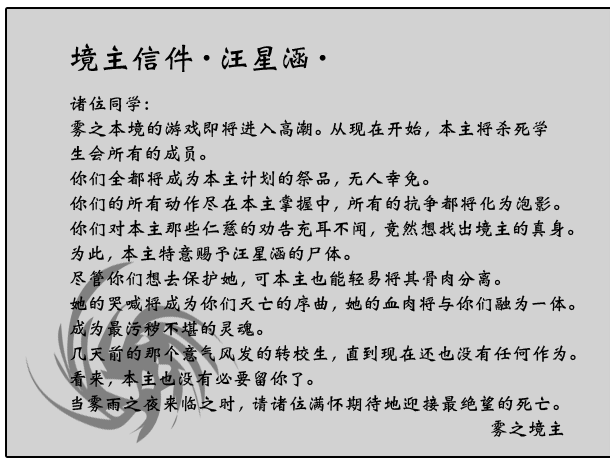 境主信件·汪星涵·
诸位同学：
雾之本境的游戏即将进入高潮。从现在开始，本主将杀死学
生会所有的成员。
你们全都将成为本主计划的祭品，无人幸免。
你们的所有动作尽在本主掌握中，所有的抗争都将化为泡影。
你们对本主那些仁慈的劝告充耳不闻，竟然想找出境主的真身。
为此，本主特意赐予汪星涵的尸体。
尽管你们想去保护她，可本主也能轻易将其骨肉分离。
她的哭喊将成为你们灭亡的序曲，她的血肉将与你们融为一体。
成为最污秽不堪的灵魂。
几天前的那个意气风发的转校生，直到现在还也没有任何作为。
看来，本主也没有必要留你了。
当雾雨之夜来临之时，请诸位满怀期待地迎接最绝望的死亡。
雾之境主